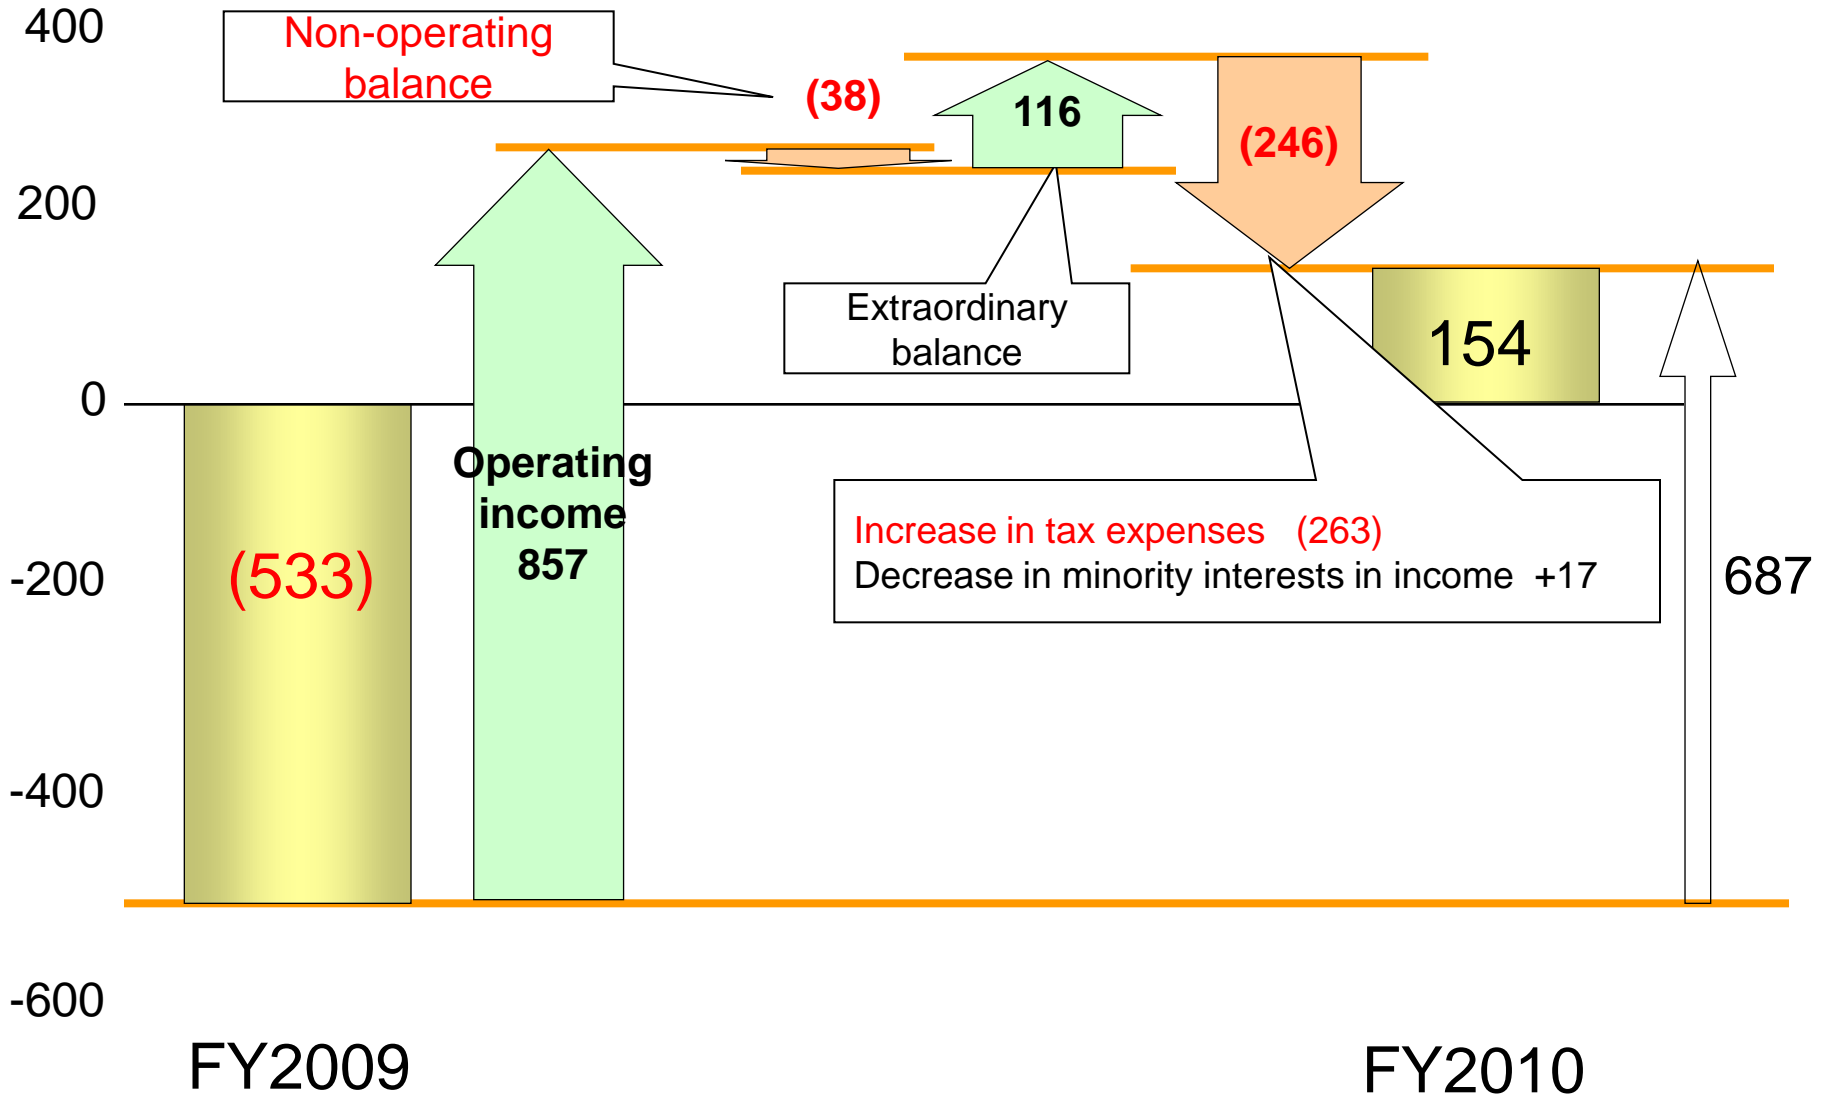 400
Non-operating
balance
(38)
116
(246)
200
Extraordinary
balance
154
0
Operating
income
857
(533)
Increase in tax expenses (263)
Decrease in minority interests in income +17
-200
687
-400
-600
FY2009
FY2010